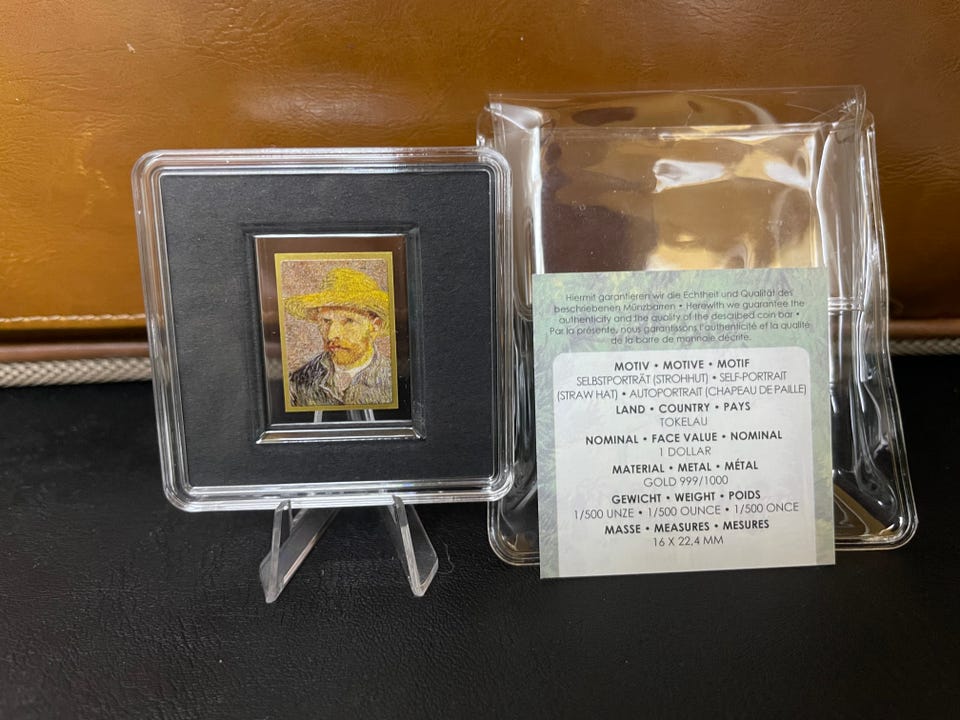 Hiermit garantieren wir die Echtheit und Qualität des
beschriebenen Münzbarren • Herewith we guarantee the
authenticity and the quality of the described coin bar •
Par la présente, nous garantissons l'authenticité et la qualité
de la barre de monnaie décrite.
MOTIV • MOTIVE • MOTIF
SELBSTPORTRÄT (STROHHUT) • SELF-PORTRAIT
(STRAW HAT) • AUTOPORTRAIT (CHAPEAU DE PAILLE)
LAND • COUNTRY • PAYS
TOKELAU
NOMINAL • FACE VALUE • NOMINAL
1 DOLLAR
MATERIAL • METAL • MÉTAL
GOLD 999/1000
GEWICHT • WEIGHT • POIDS
1/500 UNZE • 1/500 OUNCE • 1/500 ONCE
MASSE • MEASURES • MESURES
16 X 22,4 MM